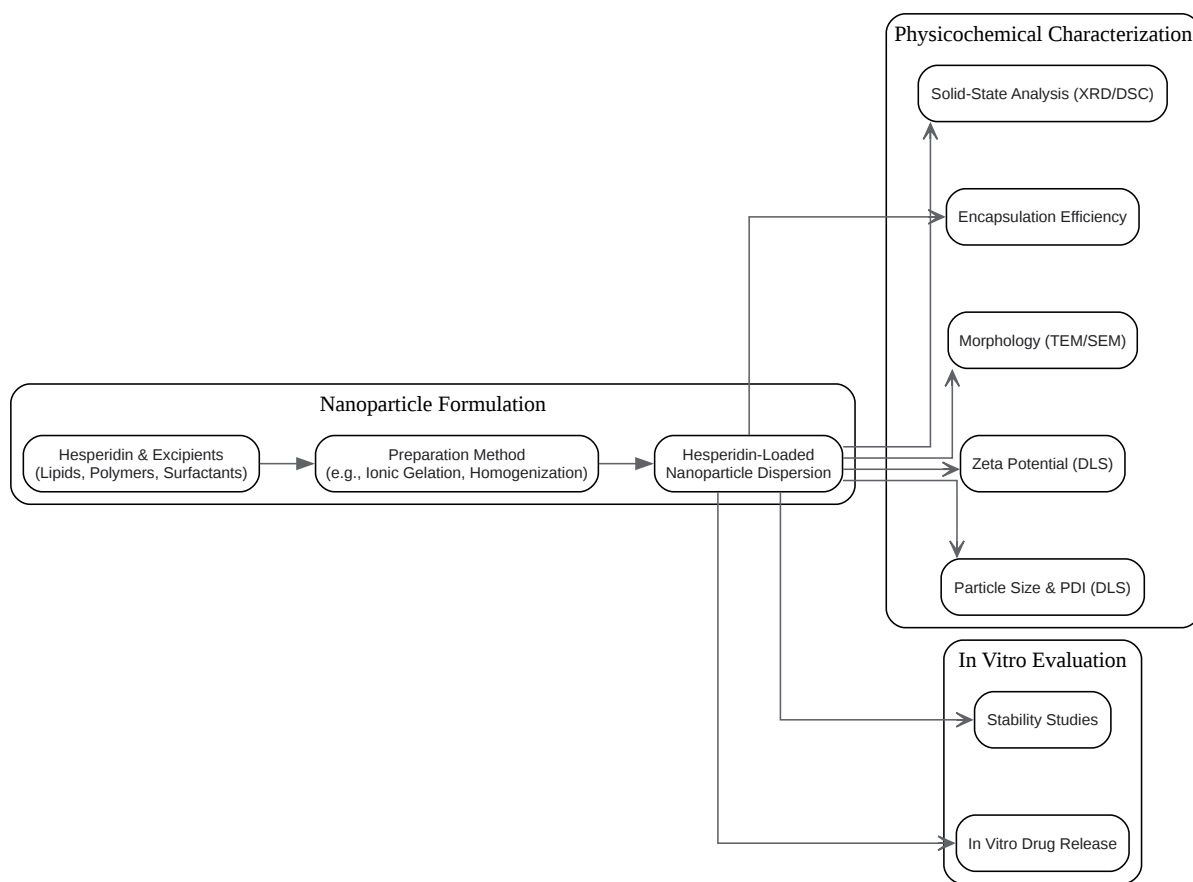 Physicochemical Characterization
Solid-State Analysis (XRD/DSC)
Encapsulation Efficiency
Morphology (TEM/SEM)
Nanoparticle Formulation
Hesperidin & Excipients
(Lipids, Polymers, Surfactants)
Preparation Method
(e.g., Ionic Gelation, Homogenization)
Hesperidin-Loaded
Nanoparticle Dispersion
Zeta Potential (DLS)
Particle Size & PDI (DLS)
In Vitro Evaluation
Stability Studies
In Vitro Drug Release